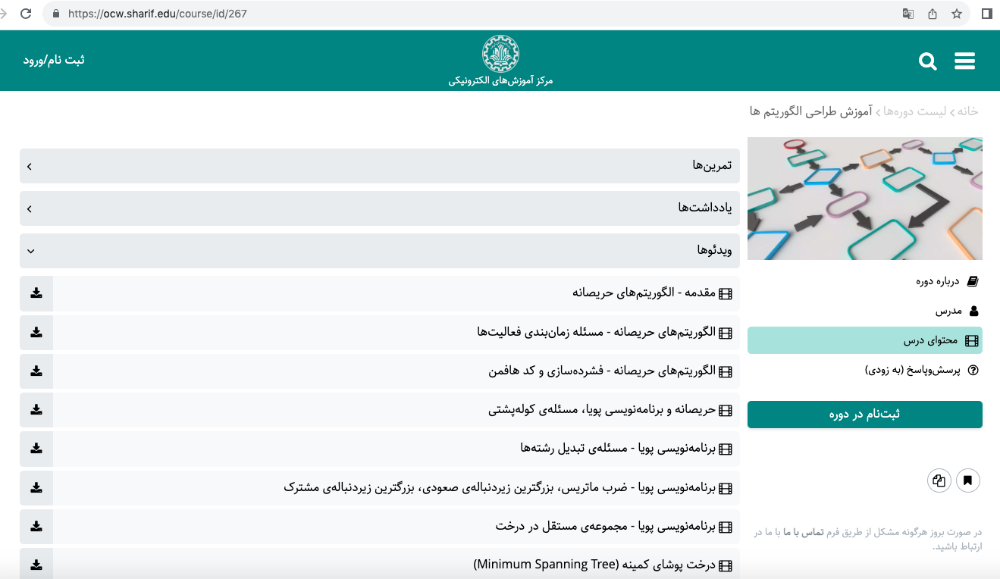 https://ocw.sharif.edu/course/id/267
ثبت نام/ورود
مرکز آموزش‌های الکترونیکی
خانه › لیست دوره‌ها › آموزش طراحی الگوریتم ها
درباره دوره
مدرس
محتوای درس
پرسش‌وپاسخ (به زودی)
ثبت‌نام در دوره
در صورت بروز هرگونه مشکل از طریق فرم تماس با ما با ما در
ارتباط باشید.
تمرین‌ها
یادداشت‌ها
ویدئوها
مقدمه - الگوریتم‌های حریصانه
الگوریتم‌های حریصانه - مسئله زمان‌بندی فعالیت‌ها
الگوریتم‌های حریصانه - فشرده‌سازی و کد هافمن
حریصانه و برنامه‌نویسی پویا، مسئله‌ی کوله‌پشتی
برنامه‌نویسی پویا - مسئله‌ی تبدیل رشته‌ها
برنامه‌نویسی پویا - ضرب ماتریس، بزرگترین زیردنباله‌ی صعودی، بزرگترین زیردنباله‌ی مشترک
برنامه‌نویسی پویا - مجموعه‌ی مستقل در درخت
درخت پوشای کمینه (Minimum Spanning Tree)